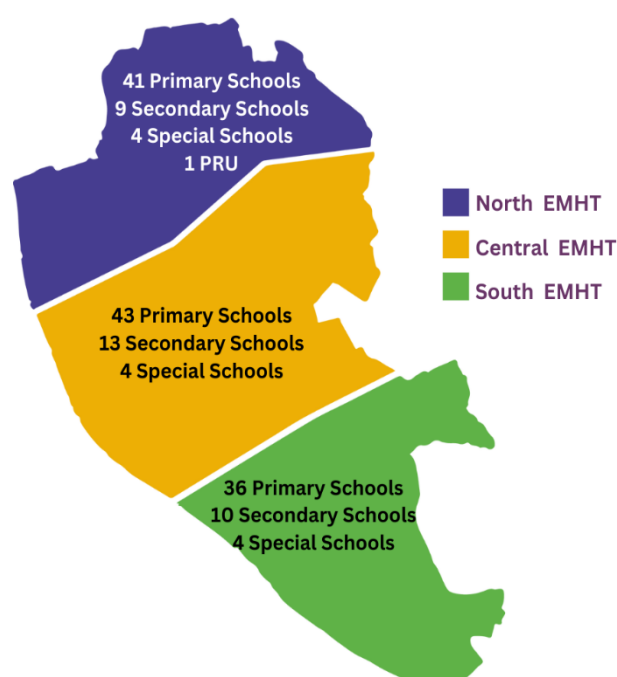 41 Primary Schools
9 Secondary Schools
4 Special Schools
1 PRU
North EMHT
Central EMHT
South EMHT
43 Primary Schools
13 Secondary Schools
4 Special Schools
36 Primary Schools
10 Secondary Schools
4 Special Schools